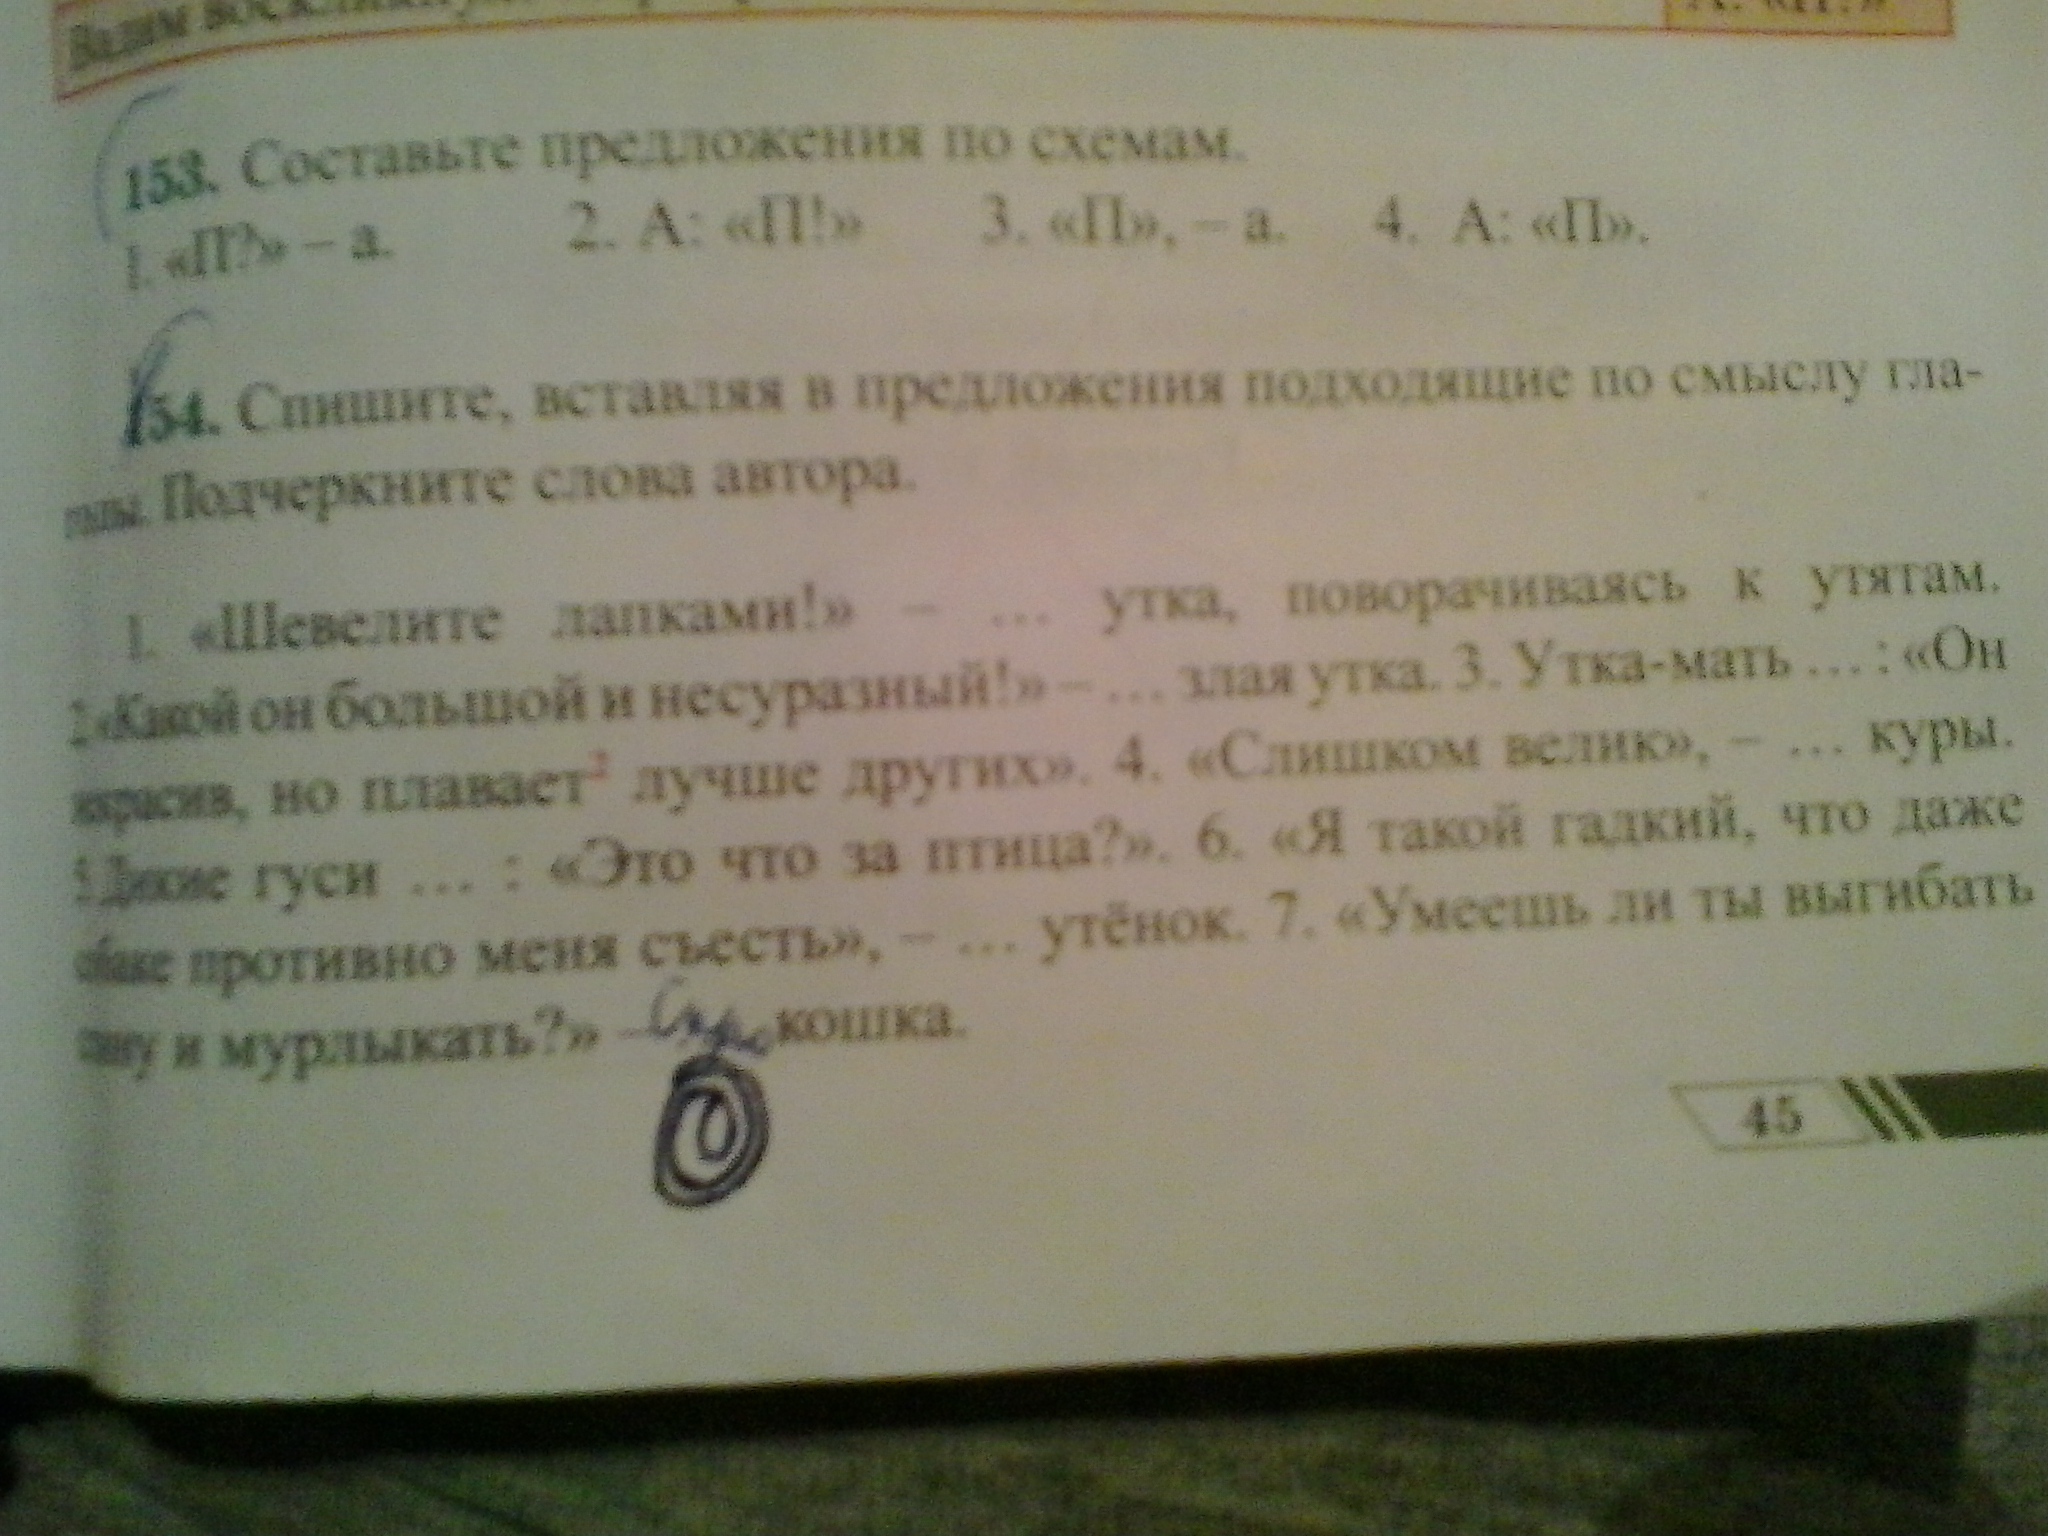 Вадим
А: «П!»
153. Составьте предложения по схемам.
1. «П?» – а. 2. А: «П!» 3. «П», – а. 4. А: «П».
154. Спишите, вставляя в предложения подходящие по смыслу гла-
голы. Подчеркните слова автора.
1. «Шевелите лапками!» – ... утка, поворачиваясь к утятам.
2. «Какой он большой и несуразный!» – ... злая утка. 3. Утка-мать ... : «Он
некрасив, но плавает² лучше других». 4. «Слишком велик», – ... куры.
5. Дикие гуси ... : «Это что за птица?». 6. «Я такой гадкий, что даже
собаке противно меня съесть», – ... утёнок. 7. «Умеешь ли ты выгибать
спину и мурлыкать?» – кошка.
45